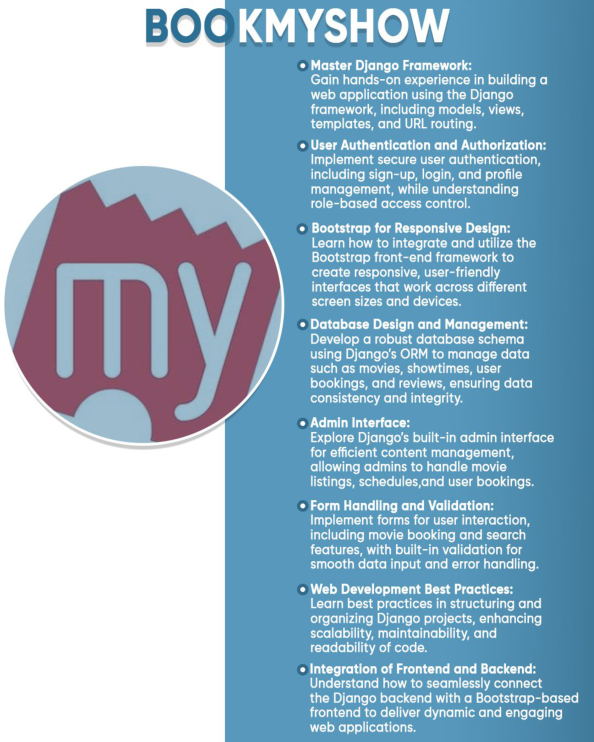 BOOKMYSHOW
my
Master Django Framework:
Gain hands-on experience in building a
web application using the Django
framework, including models, views,
templates, and URL routing.
User Authentication and Authorization:
Implement secure user authentication,
including sign-up, login, and profile
management, while understanding
role-based access control.
Bootstrap for Responsive Design:
Learn how to integrate and utilize the
Bootstrap front-end framework to
create responsive, user-friendly
interfaces that work across different
screen sizes and devices.
Database Design and Management:
Develop a robust database schema
using Django's ORM to manage data
such as movies, showtimes, user
bookings, and reviews, ensuring data
consistency and integrity.
Admin Interface:
Explore Django's built-in admin interface
for efficient content management,
allowing admins to handle movie
listings, schedules,and user bookings.
Form Handling and Validation:
Implement forms for user interaction,
including movie booking and search
features, with built-in validation for
smooth data input and error handling.
Web Development Best Practices:
Learn best practices in structuring and
organizing Django projects, enhancing
scalability, maintainability, and
readability of code.
Integration of Frontend and Backend:
Understand how to seamlessly connect
the Django backend with a Bootstrap-based
frontend to deliver dynamic and engaging
web applications.